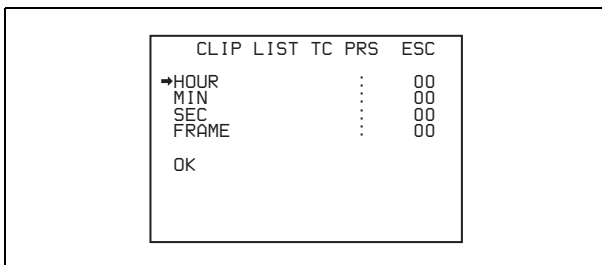 CLIP LIST TC PRS ESC
➡HOUR : 00
MIN : 00
SEC : 00
FRAME : 00
OK